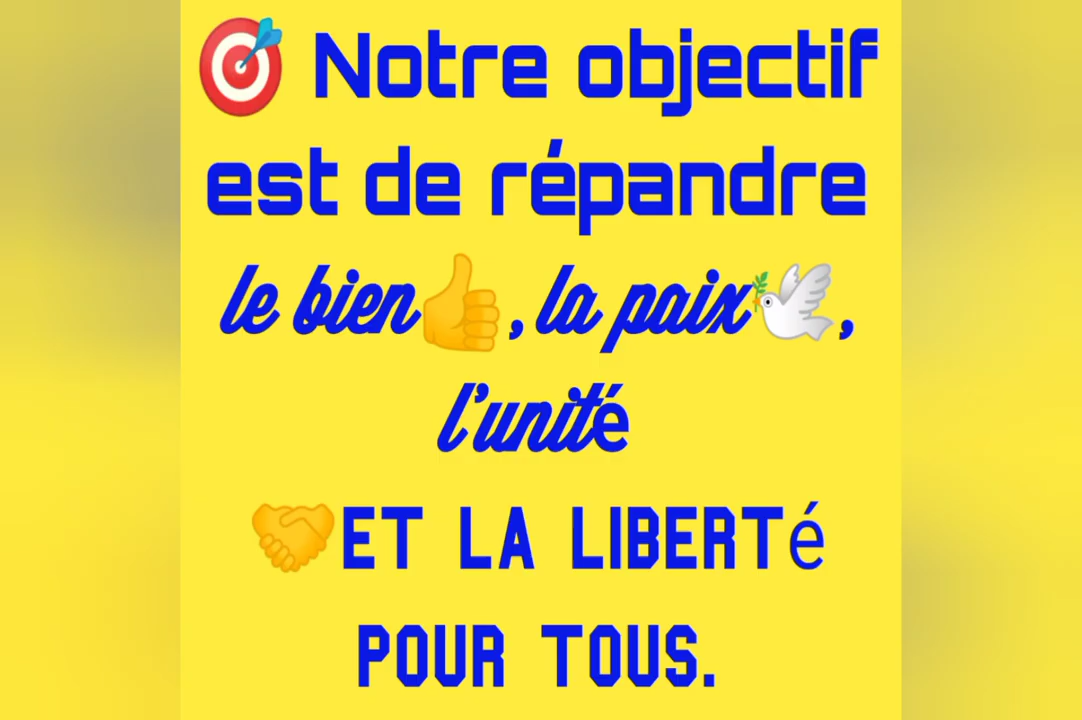 🎯 Notre objectif
est de répandre
le bien👍, la paix🕊️,
l'unité
🤝ET LA LIBERTé
POUR TOUS.